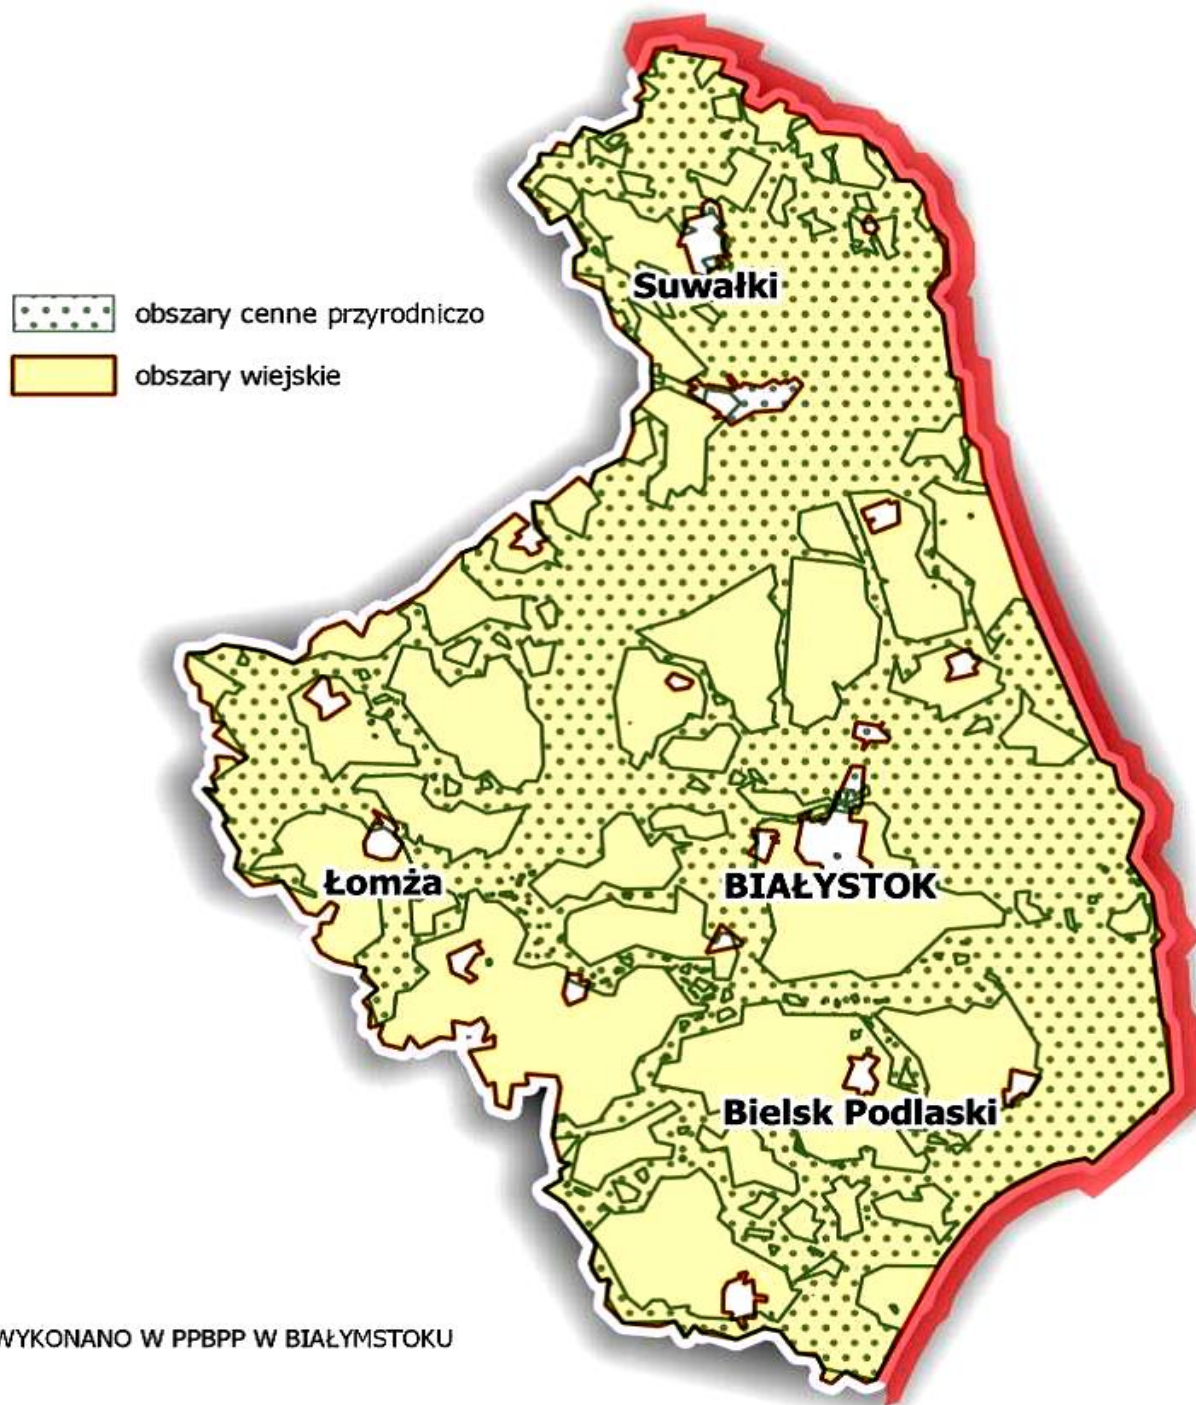 Suwałki
obszary cenne przyrodniczo
obszary wiejskie
Łomża
BIAŁYSTOK
Bielsk Podlaski
WYKONANO W PPBPP W BIAŁYMSTOKU